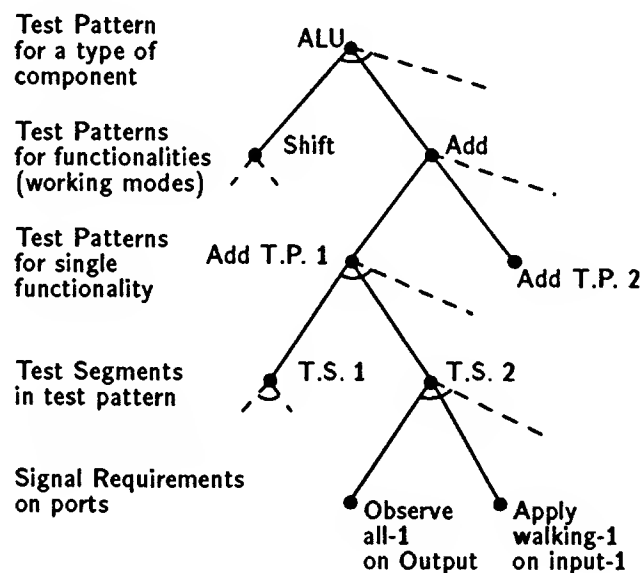 Test Pattern
for a type of
component
ALU
Test Patterns
for functionalities
(working modes)
Shift
Add
Test Patterns
for single
functionality
Add T.P. 1
Add T.P. 2
Test Segments
in test pattern
T.S. 1
T.S. 2
Signal Requirements
on ports
Observe
all-1
on Output
Apply
walking-1
on input-1